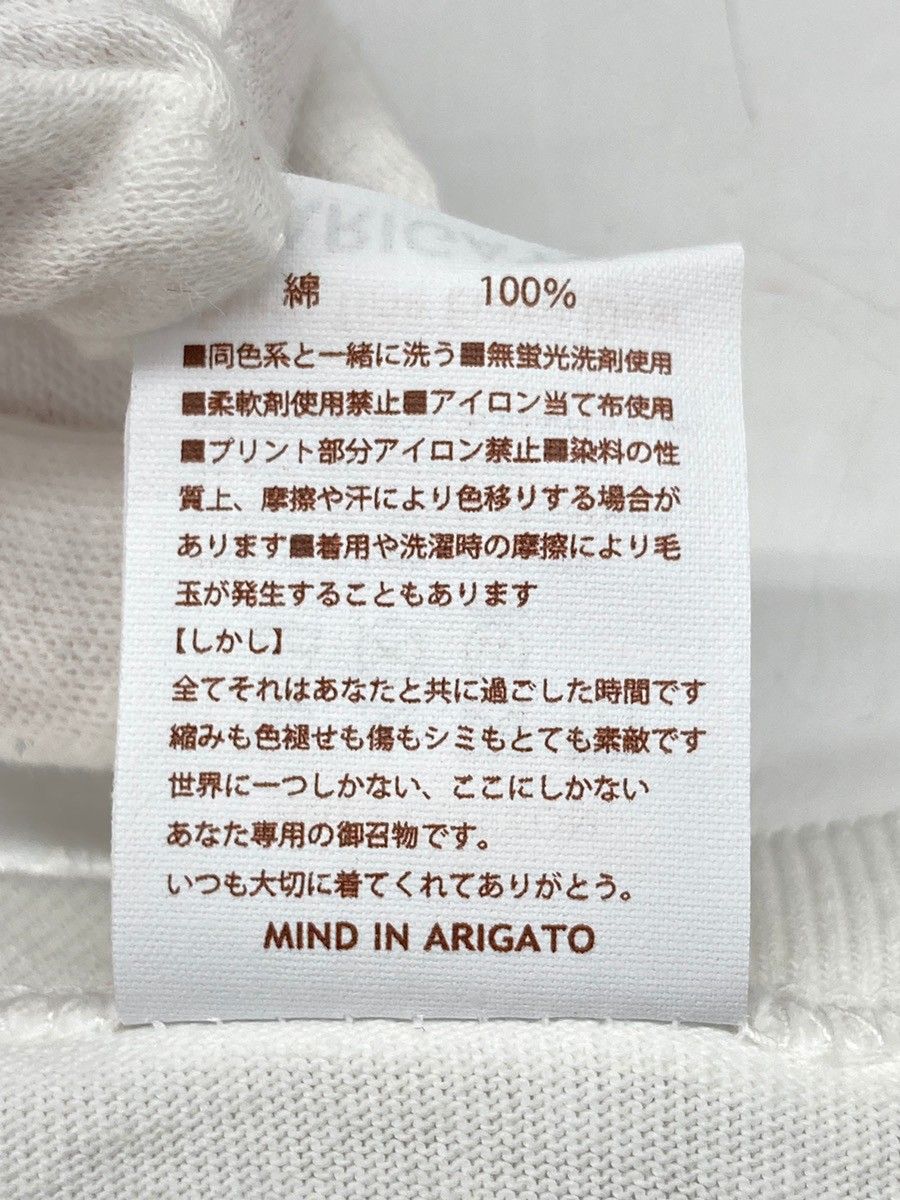 ARIGA
綿 100%
■同色系と一緒に洗う■無蛍光洗剤使用
■柔軟剤使用禁止■アイロン当て布使用
■プリント部分アイロン禁止■染料の性
質上、摩擦や汗により色移りする場合が
あります■着用や洗濯時の摩擦により毛
玉が発生することもあります
【しかし】
全てそれはあなたと共に過ごした時間です
縮みも色褪せも傷もシミもとても素敵です
世界に一つしかない、ここにしかない
あなた専用の御召物です。
いつも大切に着てくれてありがとう。
MIND IN ARIGATO